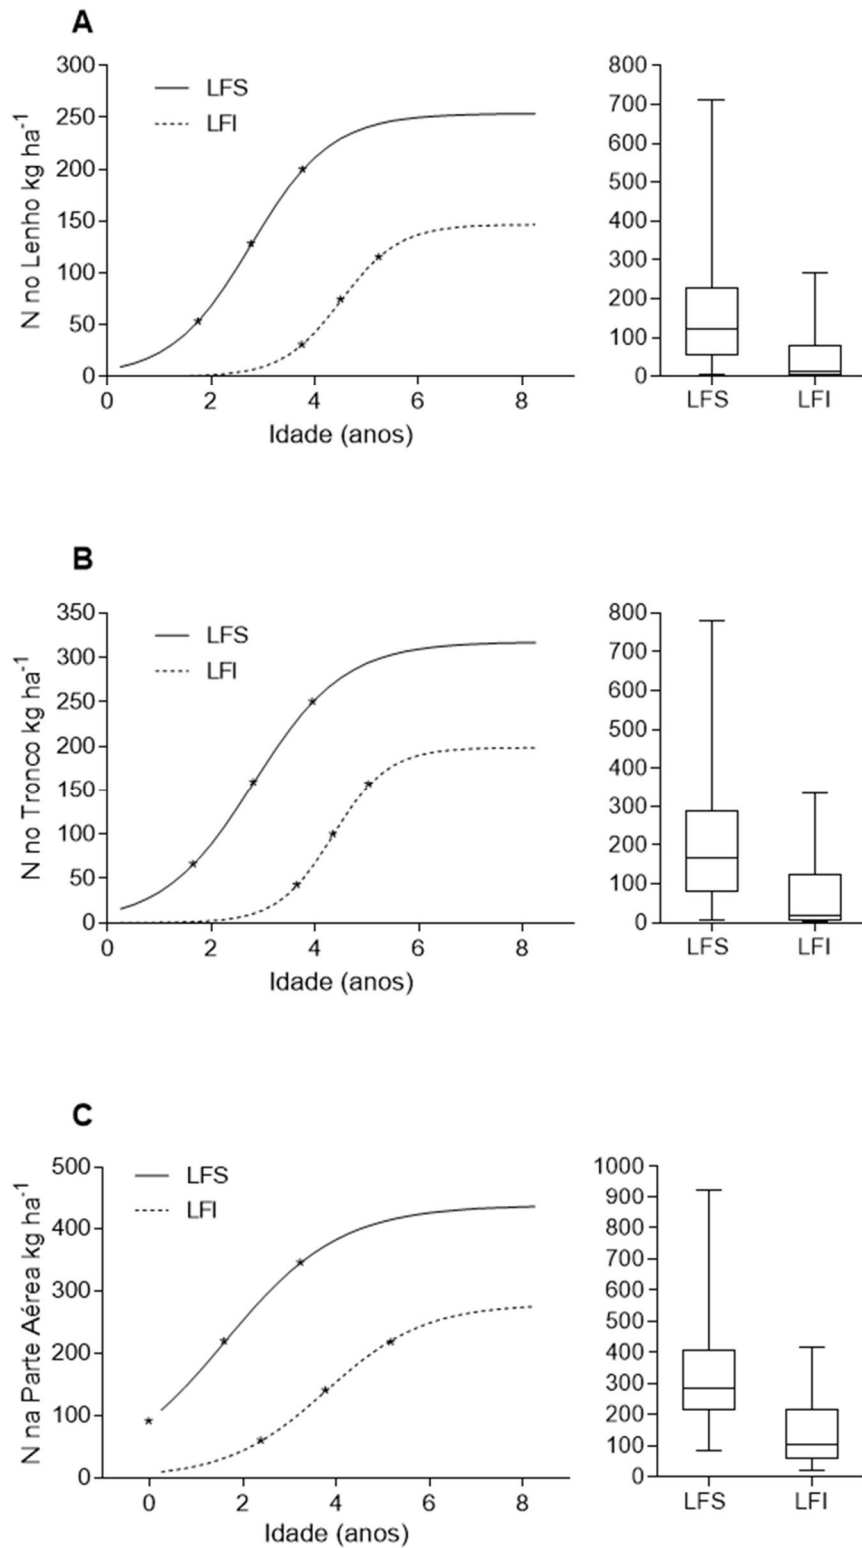 A
N no Lenho kg ha⁻¹
300
250
200
150
100
50
0
LFS
LFI
0 2 4 6 8
Idade (anos)
800
700
600
500
400
300
200
100
0
LFS LFI
B
N no Tronco kg ha⁻¹
350
300
250
200
150
100
50
0
LFS
LFI
0 2 4 6 8
Idade (anos)
800
700
600
500
400
300
200
100
0
LFS LFI
C
N na Parte Aérea kg ha⁻¹
500
400
300
200
100
0
LFS
LFI
0 2 4 6 8
Idade (anos)
1000
900
800
700
600
500
400
300
200
100
0
LFS LFI